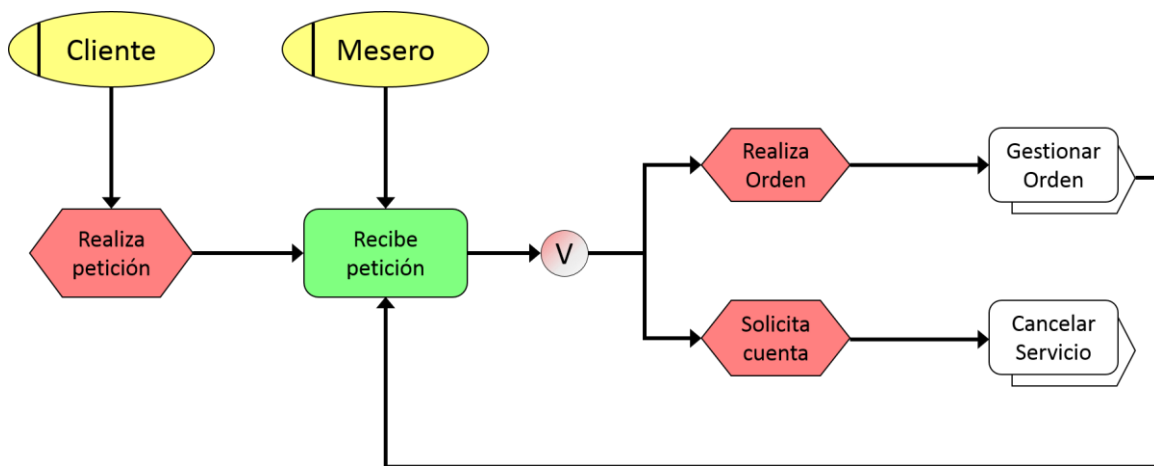 Cliente
Mesero
Realiza
Orden
Gestionar
Orden
Realiza
petición
Recibe
petición
V
Solicita
cuenta
Cancelar
Servicio